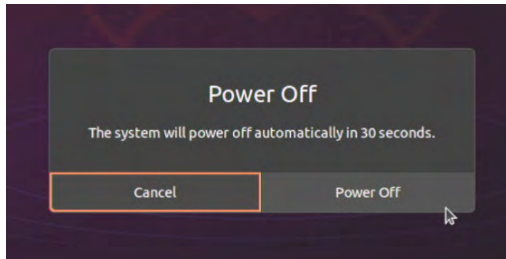 Power Off
The system will power off automatically in 30 seconds.
Cancel
Power Off